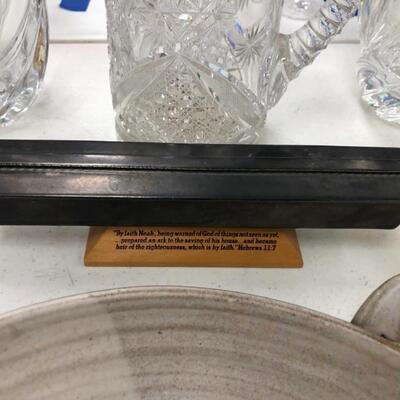 "By faith Noah, being warned of God of things not seen as yet,
...prepared an ark to the saving of his house...and became
heir of the righteousness, which is by faith." Hebrews 11:7